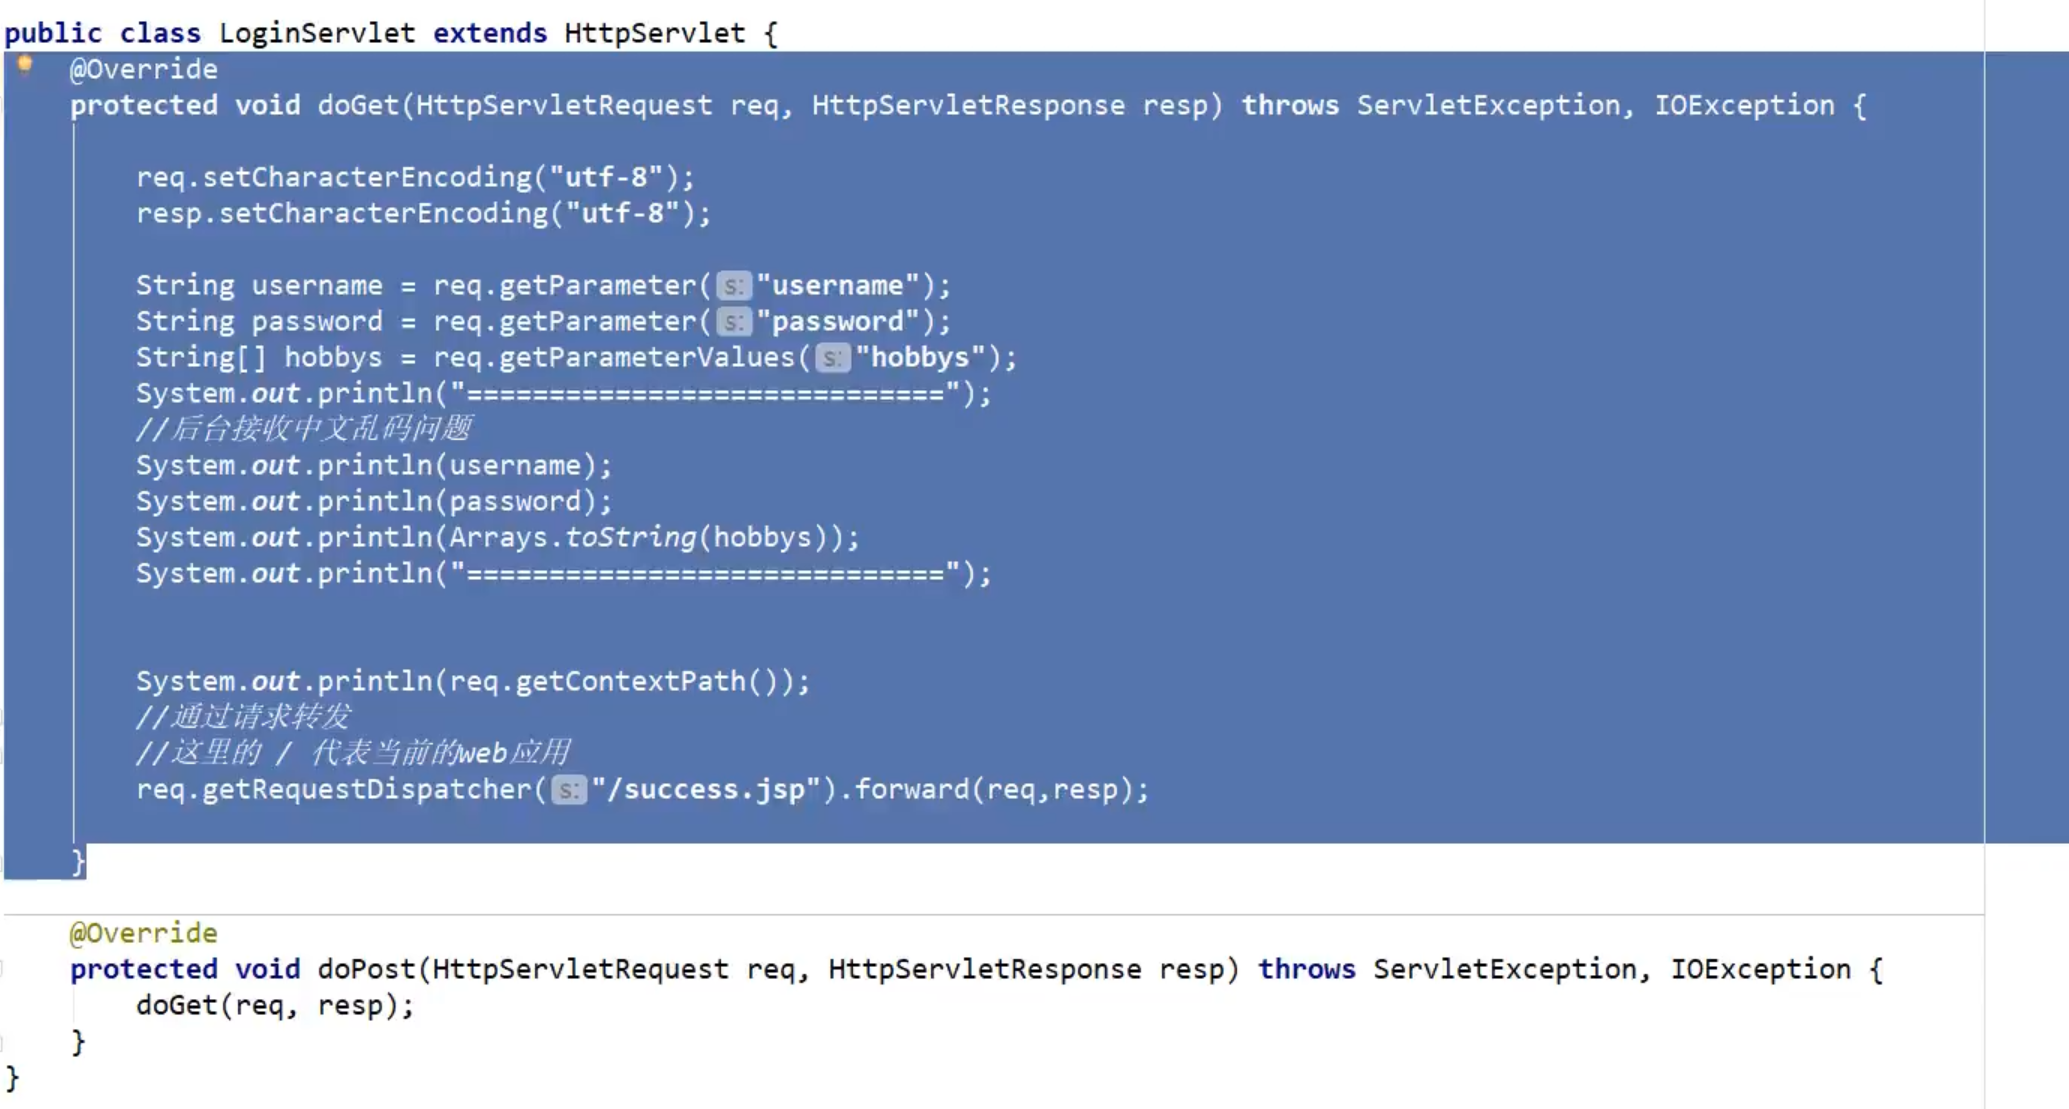 public class LoginServlet extends HttpServlet {
@Override
protected void doGet(HttpServletRequest req, HttpServletResponse resp) throws ServletException, IOException {
req.setCharacterEncoding("utf-8");
resp.setCharacterEncoding("utf-8");
String username = req.getParameter( s: "username");
String password = req.getParameter( s: "password");
String[] hobbys = req.getParameterValues( s: "hobbys");
System.out.println("=============================");
//后台接收中文乱码问题
System.out.println(username);
System.out.println(password);
System.out.println(Arrays.toString(hobbys));
System.out.println("=============================");
System.out.println(req.getContextPath());
//通过请求转发
//这里的 / 代表当前的web应用
req.getRequestDispatcher( s: "/success.jsp").forward(req,resp);
}
@Override
protected void doPost(HttpServletRequest req, HttpServletResponse resp) throws ServletException, IOException {
doGet(req, resp);
}
}